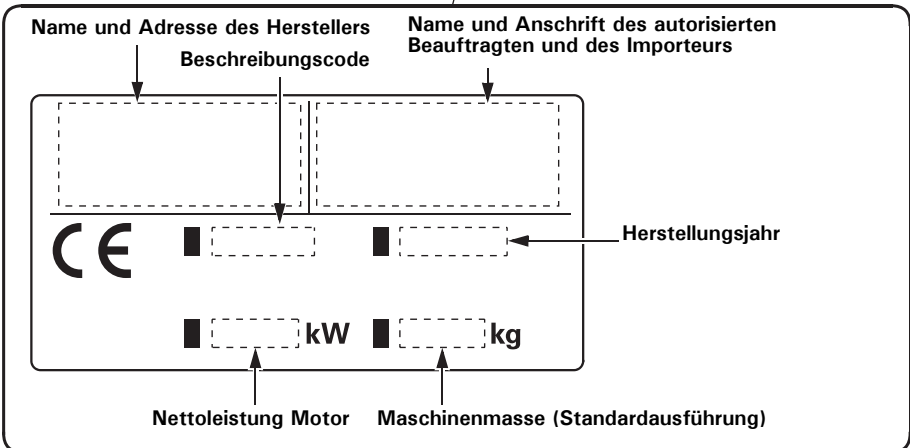 Name und Adresse des Herstellers
Name und Anschrift des autorisierten
Beauftragten und des Importeurs
Beschreibungscode
CE
Herstellungsjahr
kW
kg
Nettoleistung Motor
Maschinenmasse (Standardausführung)